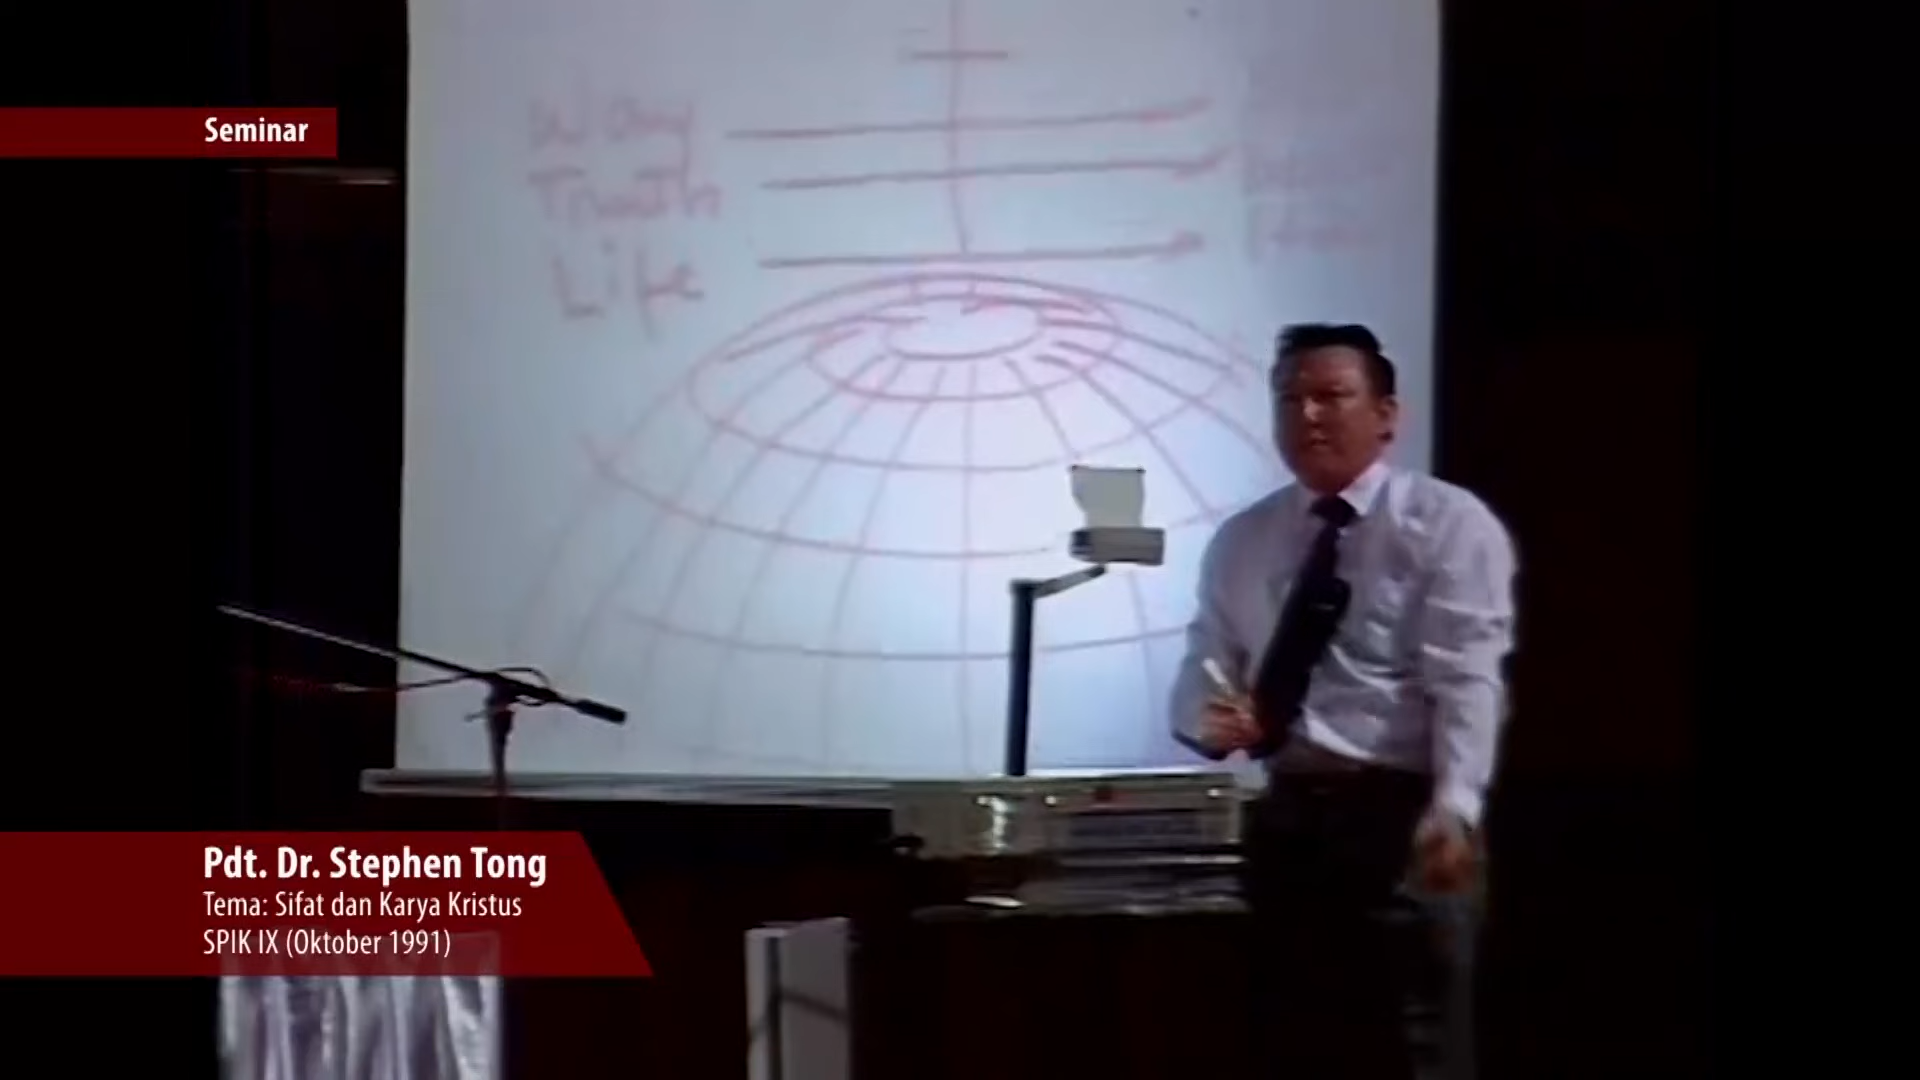 Seminar
Way
Truth
Life
Pdt. Dr. Stephen Tong
Tema: Sifat dan Karya Kristus
SPIK IX (Oktober 1991)